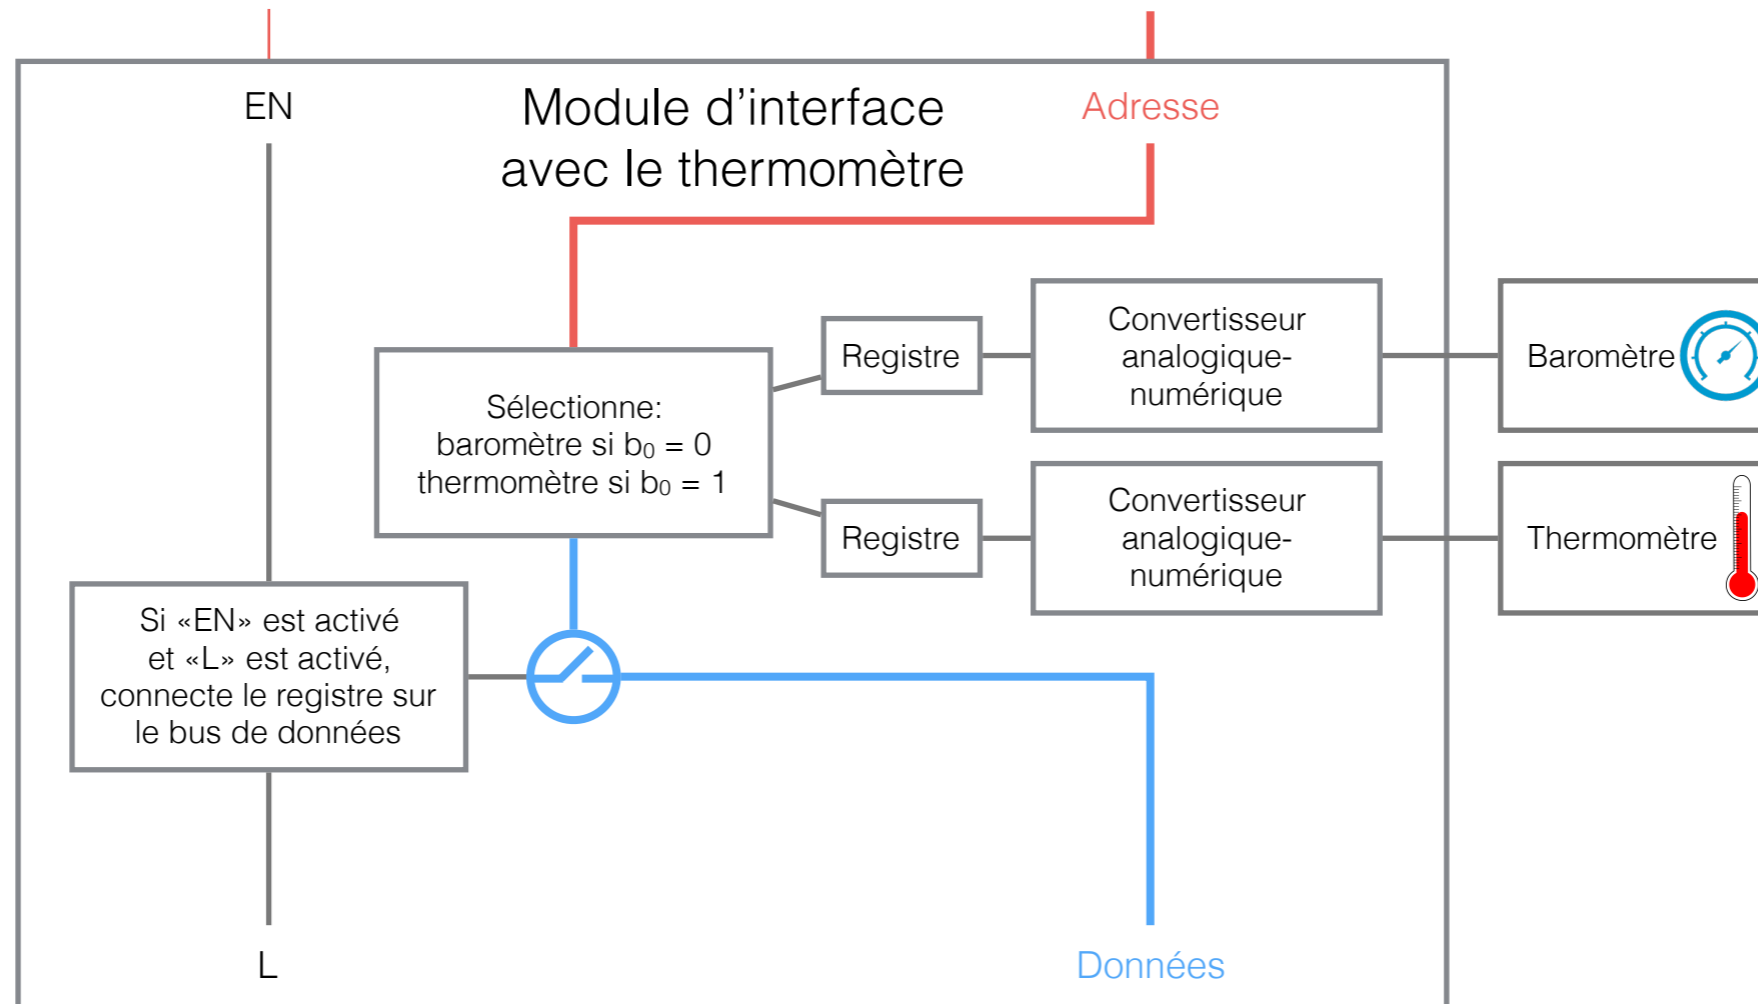 EN
Module d’interface
avec le thermomètre
Adresse
Sélectionne:
baromètre si b₀ = 0
thermomètre si b₀ = 1
Registre
Convertisseur
analogique-
numérique
Baromètre
Registre
Convertisseur
analogique-
numérique
Thermomètre
Si «EN» est activé
et «L» est activé,
connecte le registre sur
le bus de données
L
Données